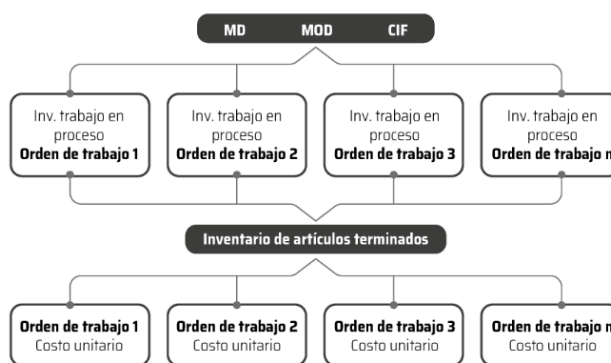 MD MOD CIF
Inv. trabajo en
proceso
Orden de trabajo 1
Inv. trabajo en
proceso
Orden de trabajo 2
Inv. trabajo en
proceso
Orden de trabajo 3
Inv. trabajo en
proceso
Orden de trabajo n
Inventario de artículos terminados
Orden de trabajo 1
Costo unitario
Orden de trabajo 2
Costo unitario
Orden de trabajo 3
Costo unitario
Orden de trabajo n
Costo unitario